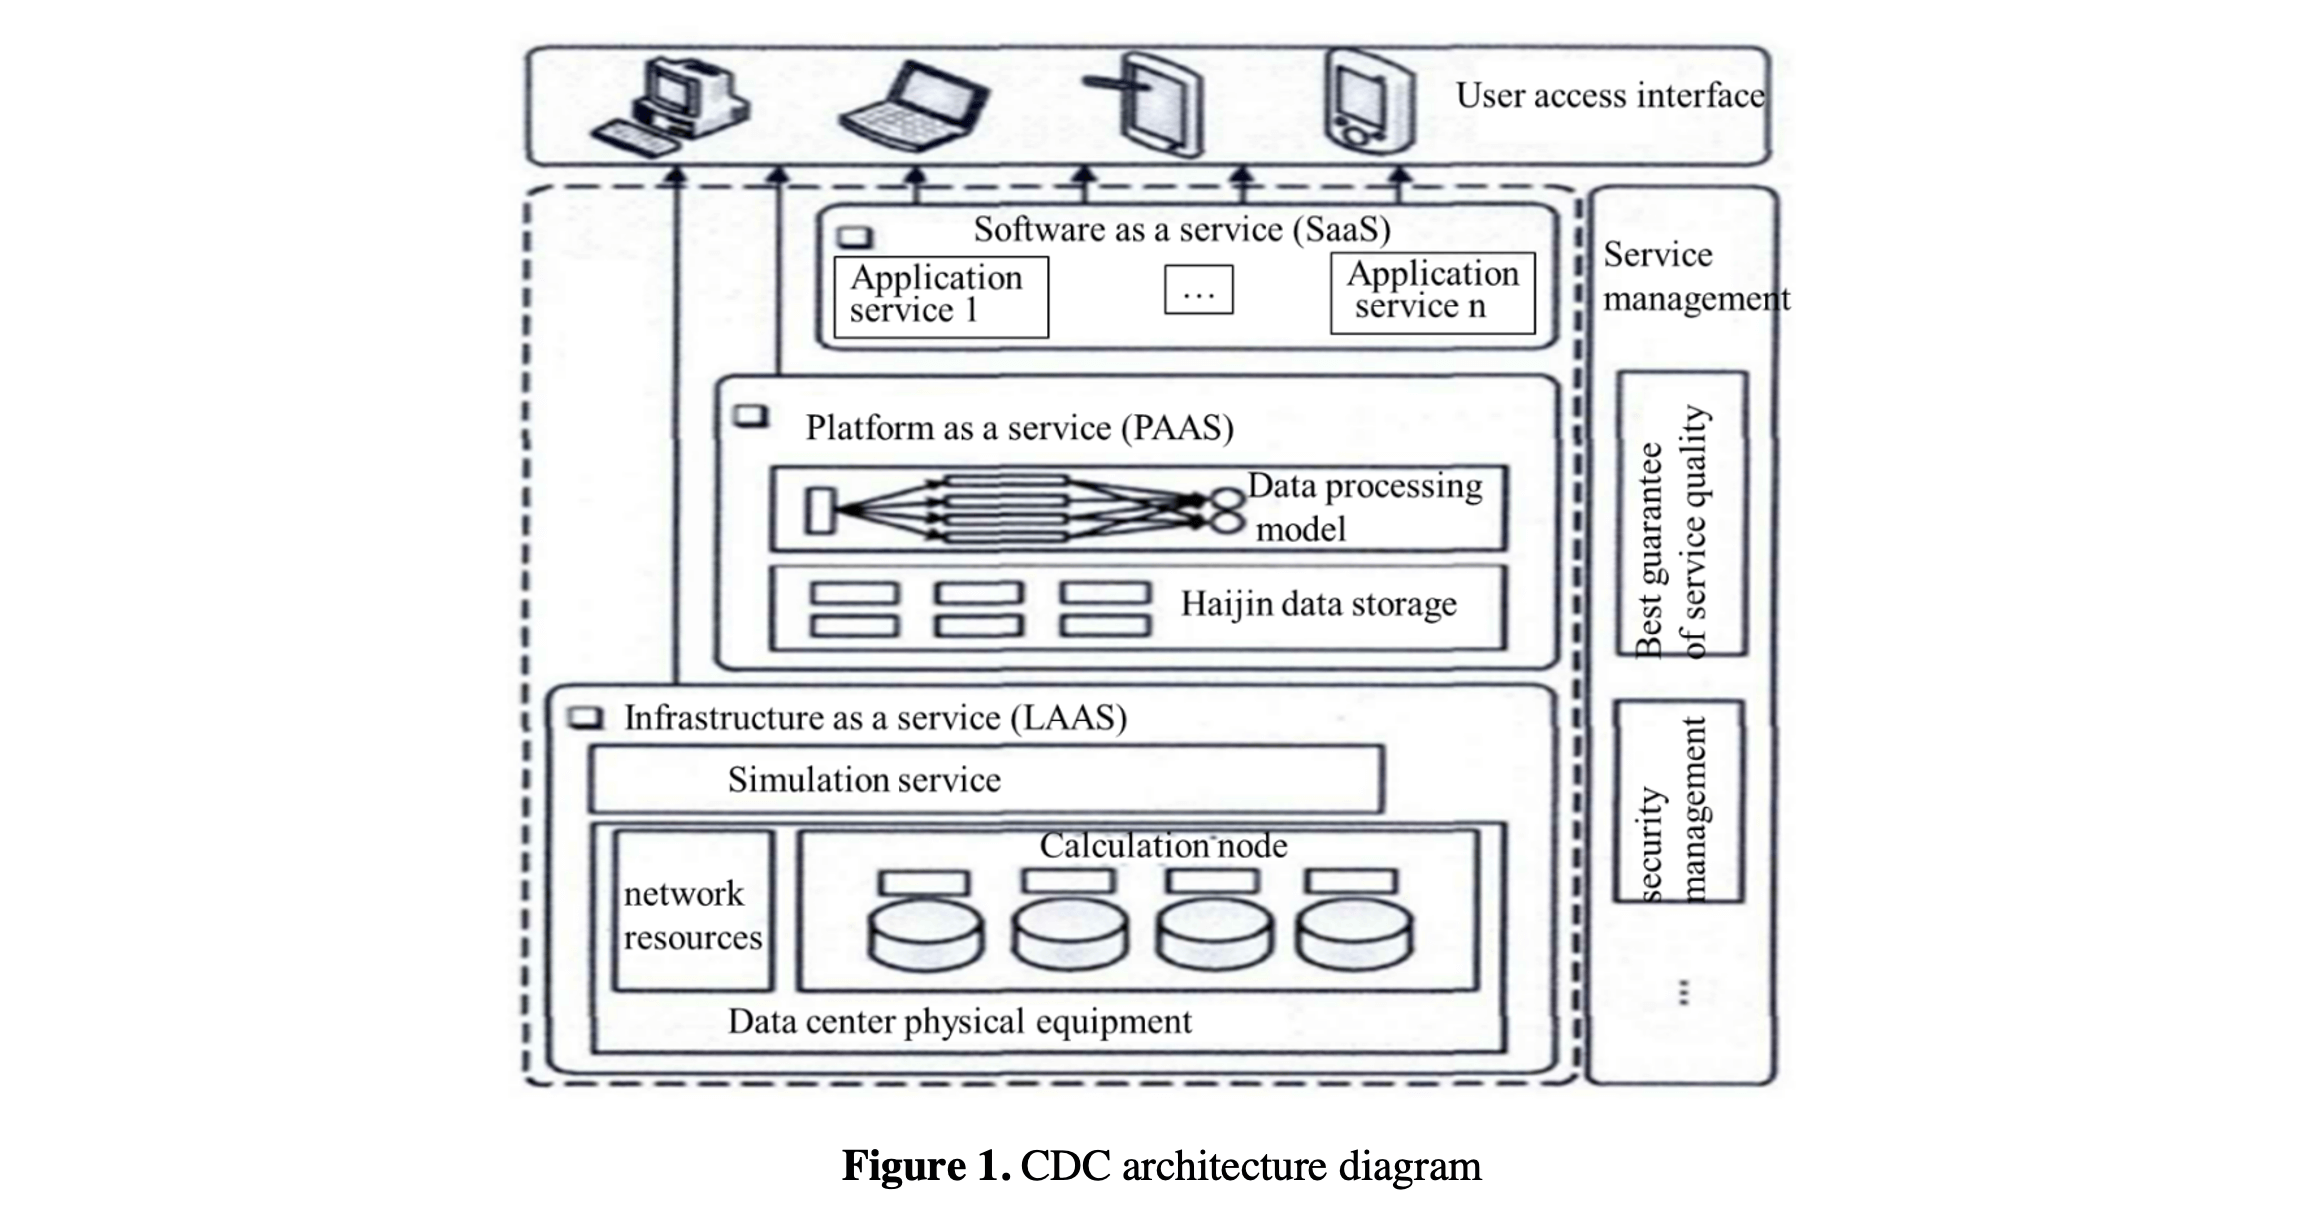 User access interface
Software as a service (SaaS)
Application
service 1
...
Application
service n
Service
management
Platform as a service (PAAS)
Data processing
model
Haijin data storage
Best guarantee
of service quality
Infrastructure as a service (LAAS)
Simulation service
Calculation node
network
resources
Data center physical equipment
security
management
...
Figure 1. CDC architecture diagram